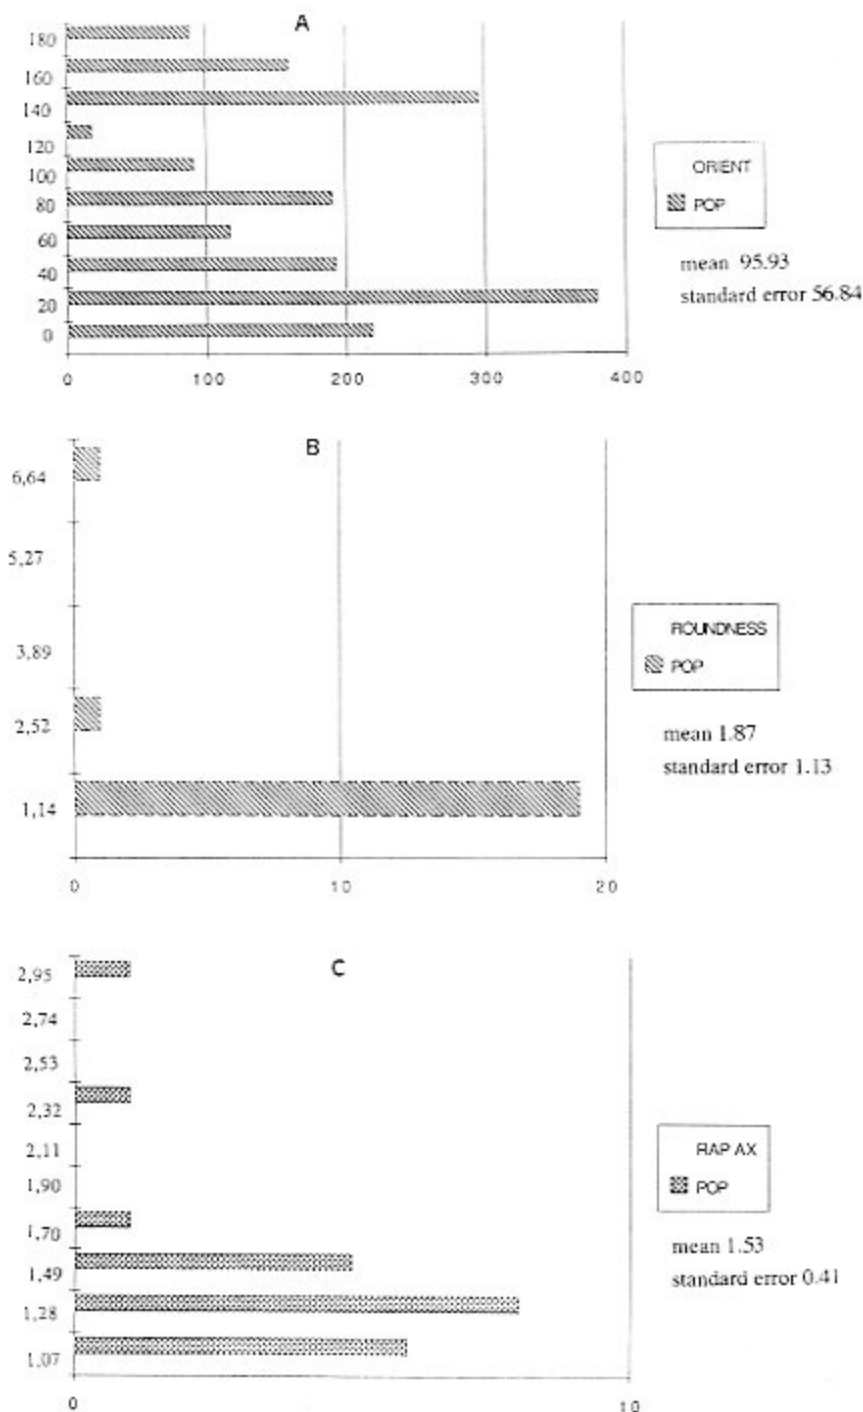 A
180
160
140
120
100
80
60
40
20
0
0 100 200 300 400
ORIENT
POP
mean 95.93
standard error 56.84
B
6,64
5,27
3,89
2,52
1,14
0 10 20
ROUNDNESS
POP
mean 1.87
standard error 1.13
C
2,95
2,74
2,53
2,32
2,11
1,90
1,70
1,49
1,28
1,07
0 10
RAP AX
POP
mean 1.53
standard error 0.41